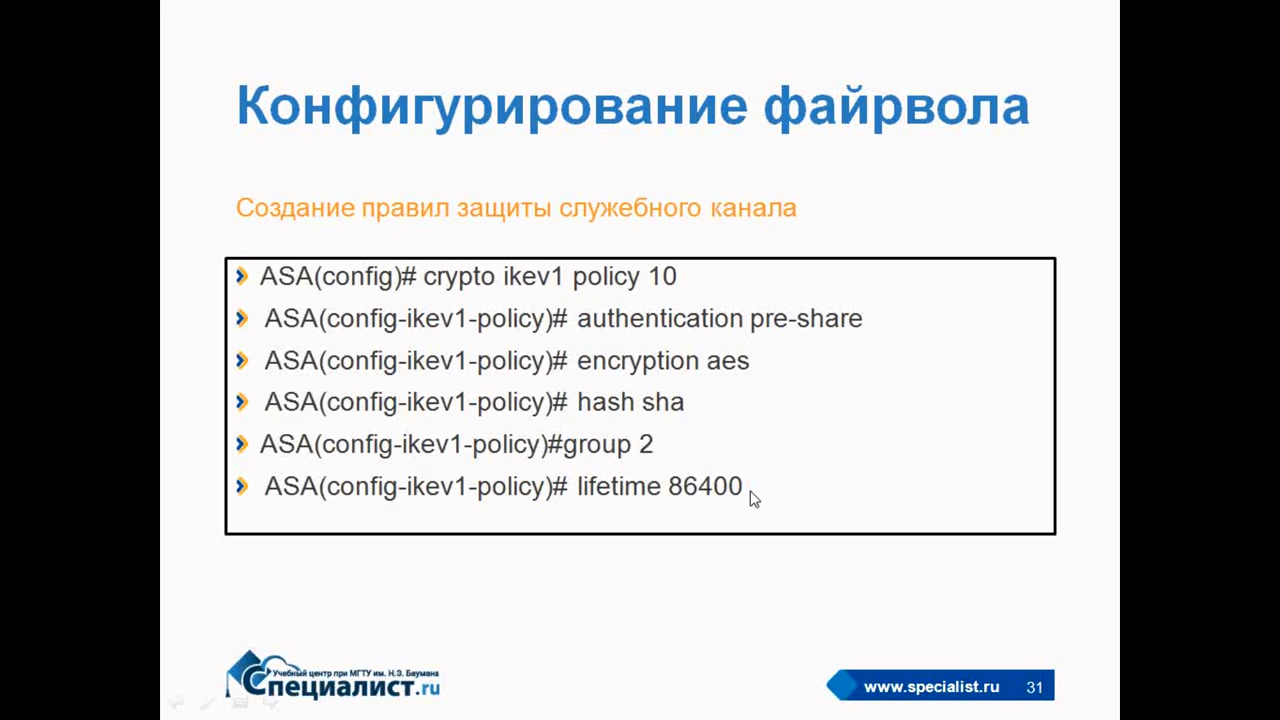 Конфигурирование файрвола
Создание правил защиты служебного канала
ASA(config)# crypto ikev1 policy 10
ASA(config-ikev1-policy)# authentication pre-share
ASA(config-ikev1-policy)# encryption aes
ASA(config-ikev1-policy)# hash sha
ASA(config-ikev1-policy)#group 2
ASA(config-ikev1-policy)# lifetime 86400
Учебный центр при МГТУ им. Н.Э. Баумана
Специалист.ru
www.specialist.ru 31